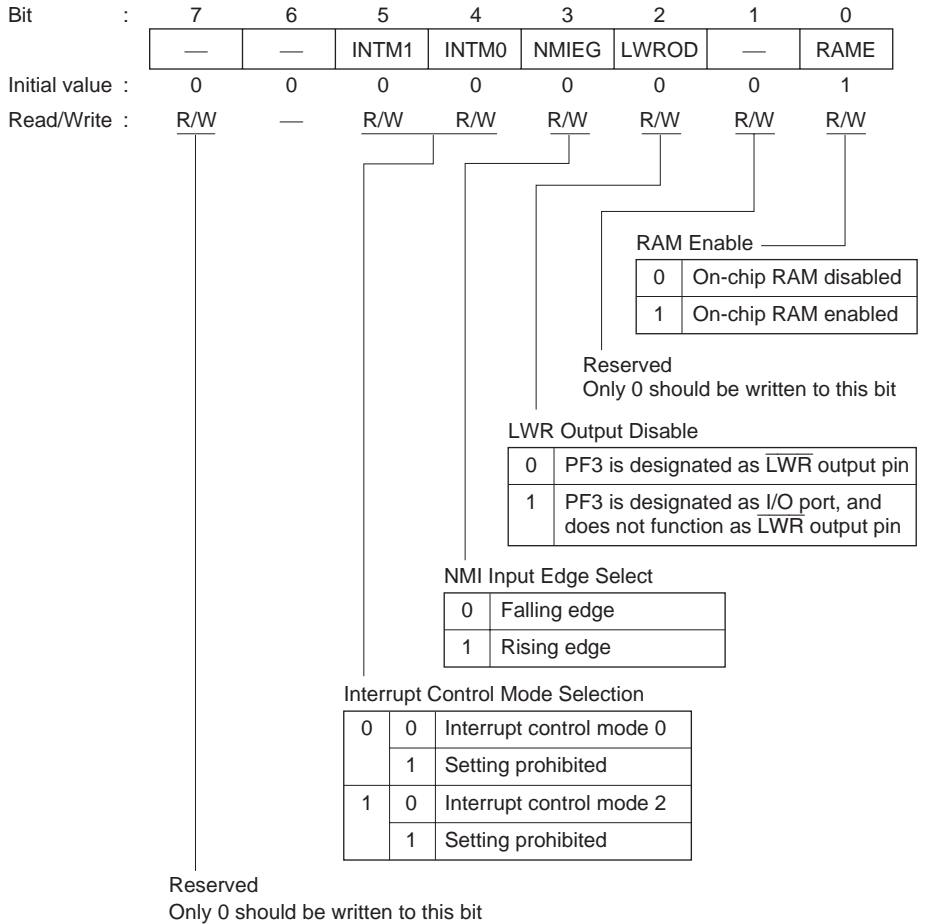 Bit : 7 6 5 4 3 2 1 0
— — INTM1 INTM0 NMIEG LWROD — RAME
Initial value : 0 0 0 0 0 0 0 1
Read/Write : R/W — R/W R/W R/W R/W R/W R/W
RAM Enable
0 On-chip RAM disabled
1 On-chip RAM enabled
Reserved
Only 0 should be written to this bit
LWR Output Disable
0 PF3 is designated as L̅W̅R̅ output pin
1 PF3 is designated as I/O port, and
does not function as L̅W̅R̅ output pin
NMI Input Edge Select
0 Falling edge
1 Rising edge
Interrupt Control Mode Selection
0 0 Interrupt control mode 0
1 Setting prohibited
1 0 Interrupt control mode 2
1 Setting prohibited
Reserved
Only 0 should be written to this bit